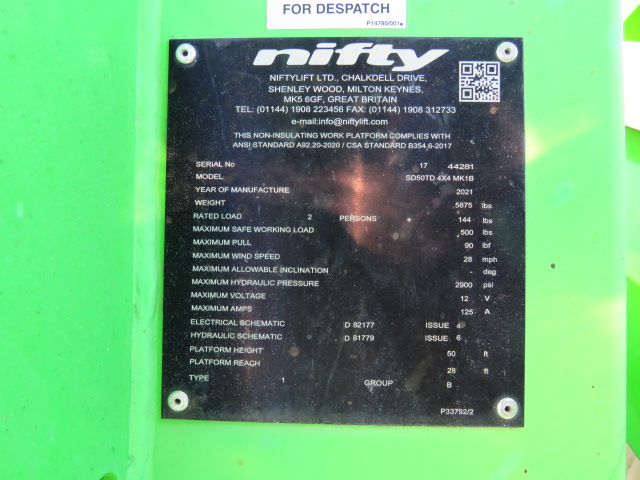 FOR DESPATCH
P14780/001
nifty
NIFTYLIFT LTD., CHALKDELL DRIVE,
SHENLEY WOOD, MILTON KEYNES,
MK5 6GF, GREAT BRITAIN
TEL: (01144) 1908 223456 FAX: (01144) 1908 312733
e-mail:info@niftylift.com
THIS NON-INSULATING WORK PLATFORM COMPLIES WITH
ANSI STANDARD A92.20-2020 / CSA STANDARD B354.6-2017
SERIAL No 17 44281
MODEL SD50TD 4X4 MK1B
YEAR OF MANUFACTURE 2021
WEIGHT 5875 lbs
RATED LOAD 2 PERSONS 144 lbs
MAXIMUM SAFE WORKING LOAD 500 lbs
MAXIMUM PULL 90 lbf
MAXIMUM WIND SPEED 28 mph
MAXIMUM ALLOWABLE INCLINATION - deg
MAXIMUM HYDRAULIC PRESSURE 2900 psi
MAXIMUM VOLTAGE 12 V
MAXIMUM AMPS 125 A
ELECTRICAL SCHEMATIC D 82177 ISSUE 4
HYDRAULIC SCHEMATIC D 81779 ISSUE 6
PLATFORM HEIGHT 50 ft
PLATFORM REACH 28 ft
TYPE 1 GROUP B
P33792/2